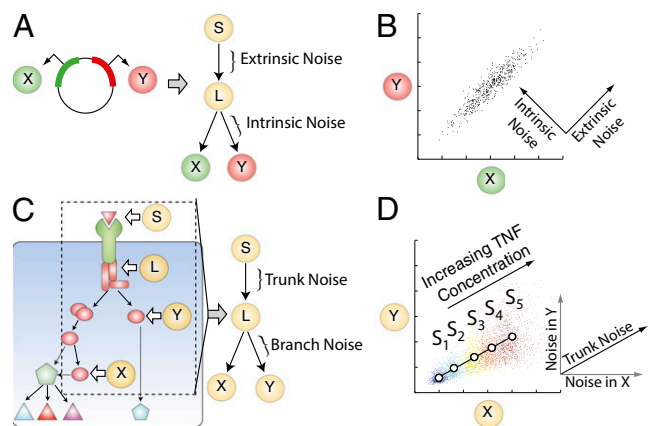 A
X
Y
S
Extrinsic Noise
L
Intrinsic Noise
X
Y
B
Y
Intrinsic
Noise
Extrinsic
Noise
X
C
S
L
Y
X
S
Trunk Noise
L
Branch Noise
X
Y
D
Increasing TNF
Concentration
Y
S1
S2
S3
S4
S5
Noise in Y
Trunk Noise
Noise in X
X